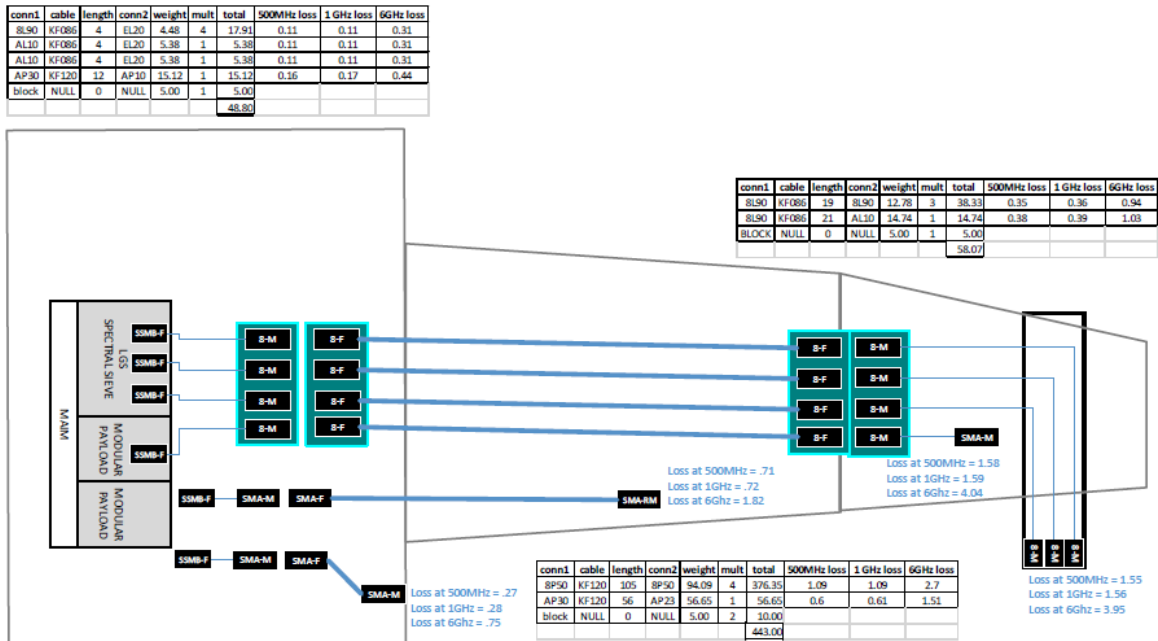 conn1 cable length conn2 weight mult total 500MHz loss 1 GHz loss 6GHz loss
8L90 KF086 4 EL20 4.48 4 17.91 0.11 0.11 0.31
AL10 KF086 4 EL20 5.38 1 5.38 0.11 0.11 0.31
AL10 KF086 4 EL20 5.38 1 5.38 0.11 0.11 0.31
AP30 KF120 12 AP10 15.12 1 15.12 0.16 0.17 0.44
block NULL 0 NULL 5.00 1 5.00
48.80
conn1 cable length conn2 weight mult total 500MHz loss 1 GHz loss 6GHz loss
8L90 KF086 19 8L90 12.78 3 38.33 0.35 0.36 0.94
8L90 KF086 21 AL10 14.74 1 14.74 0.38 0.39 1.03
BLOCK NULL 0 NULL 5.00 1 5.00
58.07
MAIM
LGS
SPECTRAL SIEVE
MODULAR
PAYLOAD
MODULAR
PAYLOAD
SSMB-F
SSMB-F
SSMB-F
SSMB-F
8-M 8-F
8-M 8-F
8-M 8-F
8-M 8-F
8-F 8-M
8-F 8-M
8-F 8-M
8-F 8-M SMA-M
Loss at 500MHz = 1.58
Loss at 1GHz = 1.59
Loss at 6Ghz = 4.04
Loss at 500MHz = .71
Loss at 1GHz = .72
Loss at 6Ghz = 1.82
SSMB-F SMA-M SMA-F SMA-RM
SSMB-F SMA-M SMA-F
SMA-M
Loss at 500MHz = .27
Loss at 1GHz = .28
Loss at 6Ghz = .75
8-M 8-M 8-M
Loss at 500MHz = 1.55
Loss at 1GHz = 1.56
Loss at 6Ghz = 3.95
conn1 cable length conn2 weight mult total 500MHz loss 1 GHz loss 6GHz loss
8P50 KF120 105 8P50 94.09 4 376.35 1.09 1.09 2.7
AP30 KF120 56 AP23 56.65 1 56.65 0.6 0.61 1.51
block NULL 0 NULL 5.00 2 10.00
443.00